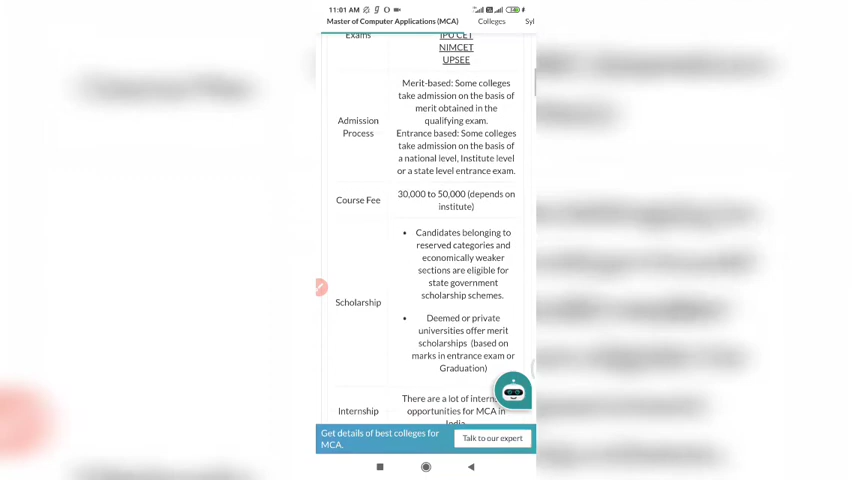 11:01 AM
Master of Computer Applications (MCA) Colleges Syl
Exams
IPU CET
NIMCET
UPSEE
Admission
Process
Merit-based: Some colleges
take admission on the basis of
merit obtained in the
qualifying exam.
Entrance based: Some colleges
take admission on the basis of
a national level, Institute level
or a state level entrance exam.
Course Fee
30,000 to 50,000 (depends on
institute)
Scholarship
• Candidates belonging to
reserved categories and
economically weaker
sections are eligible for
state government
scholarship schemes.
• Deemed or private
universities offer merit
scholarships (based on
marks in entrance exam or
Graduation)
Internship
There are a lot of intern
opportunities for MCA in
India
Get details of best colleges for
MCA.
Talk to our expert